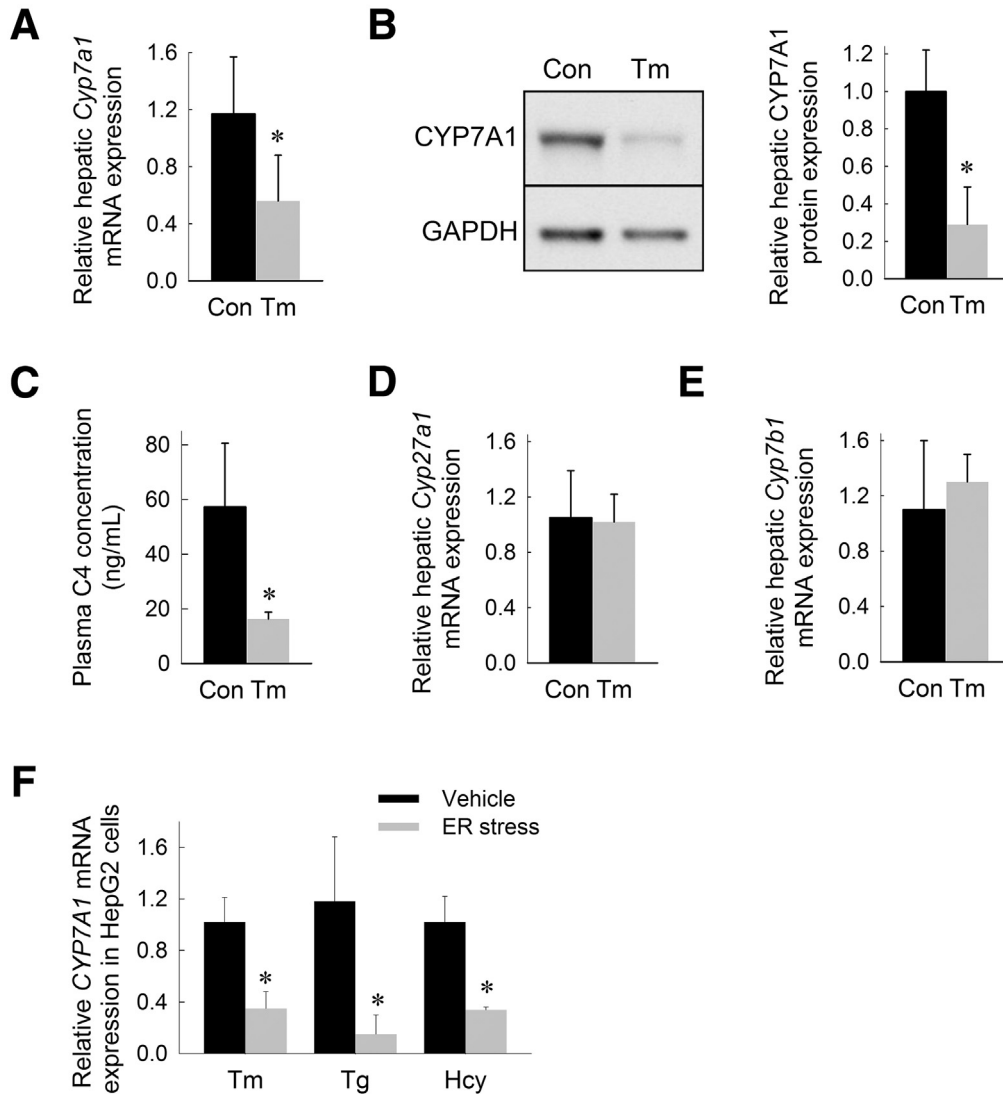 A
Relative hepatic Cyp7a1
mRNA expression
1.6
1.2
0.8
0.4
0.0
*
Con Tm
B
Con Tm
CYP7A1
GAPDH
Relative hepatic CYP7A1
protein expression
1.2
1.0
0.8
0.6
0.4
0.2
0.0
*
Con Tm
C
Plasma C4 concentration
(ng/mL)
80
60
40
20
0
*
Con Tm
D
Relative hepatic Cyp27a1
mRNA expression
1.6
1.2
0.8
0.4
0.0
Con Tm
E
Relative hepatic Cyp7b1
mRNA expression
1.6
1.2
0.8
0.4
0.0
Con Tm
F
Relative CYP7A1 mRNA
expression in HepG2 cells
Vehicle
ER stress
1.6
1.2
0.8
0.4
0.0
*
*
*
Tm Tg Hcy